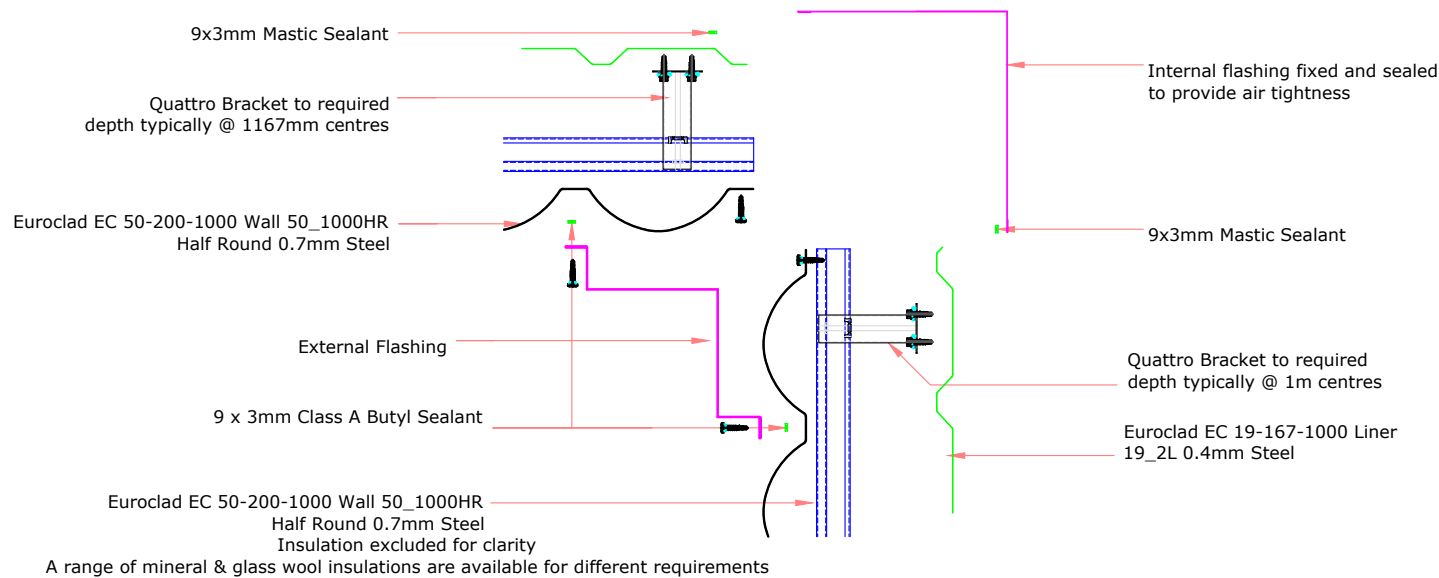 9x3mm Mastic Sealant
Quattro Bracket to required
depth typically @ 1167mm centres
Euroclad EC 50-200-1000 Wall 50_1000HR
Half Round 0.7mm Steel
External Flashing
9 x 3mm Class A Butyl Sealant
Euroclad EC 50-200-1000 Wall 50_1000HR
Half Round 0.7mm Steel
Insulation excluded for clarity
A range of mineral & glass wool insulations are available for different requirements
Internal flashing fixed and sealed
to provide air tightness
9x3mm Mastic Sealant
Quattro Bracket to required
depth typically @ 1m centres
Euroclad EC 19-167-1000 Liner
19_2L 0.4mm Steel